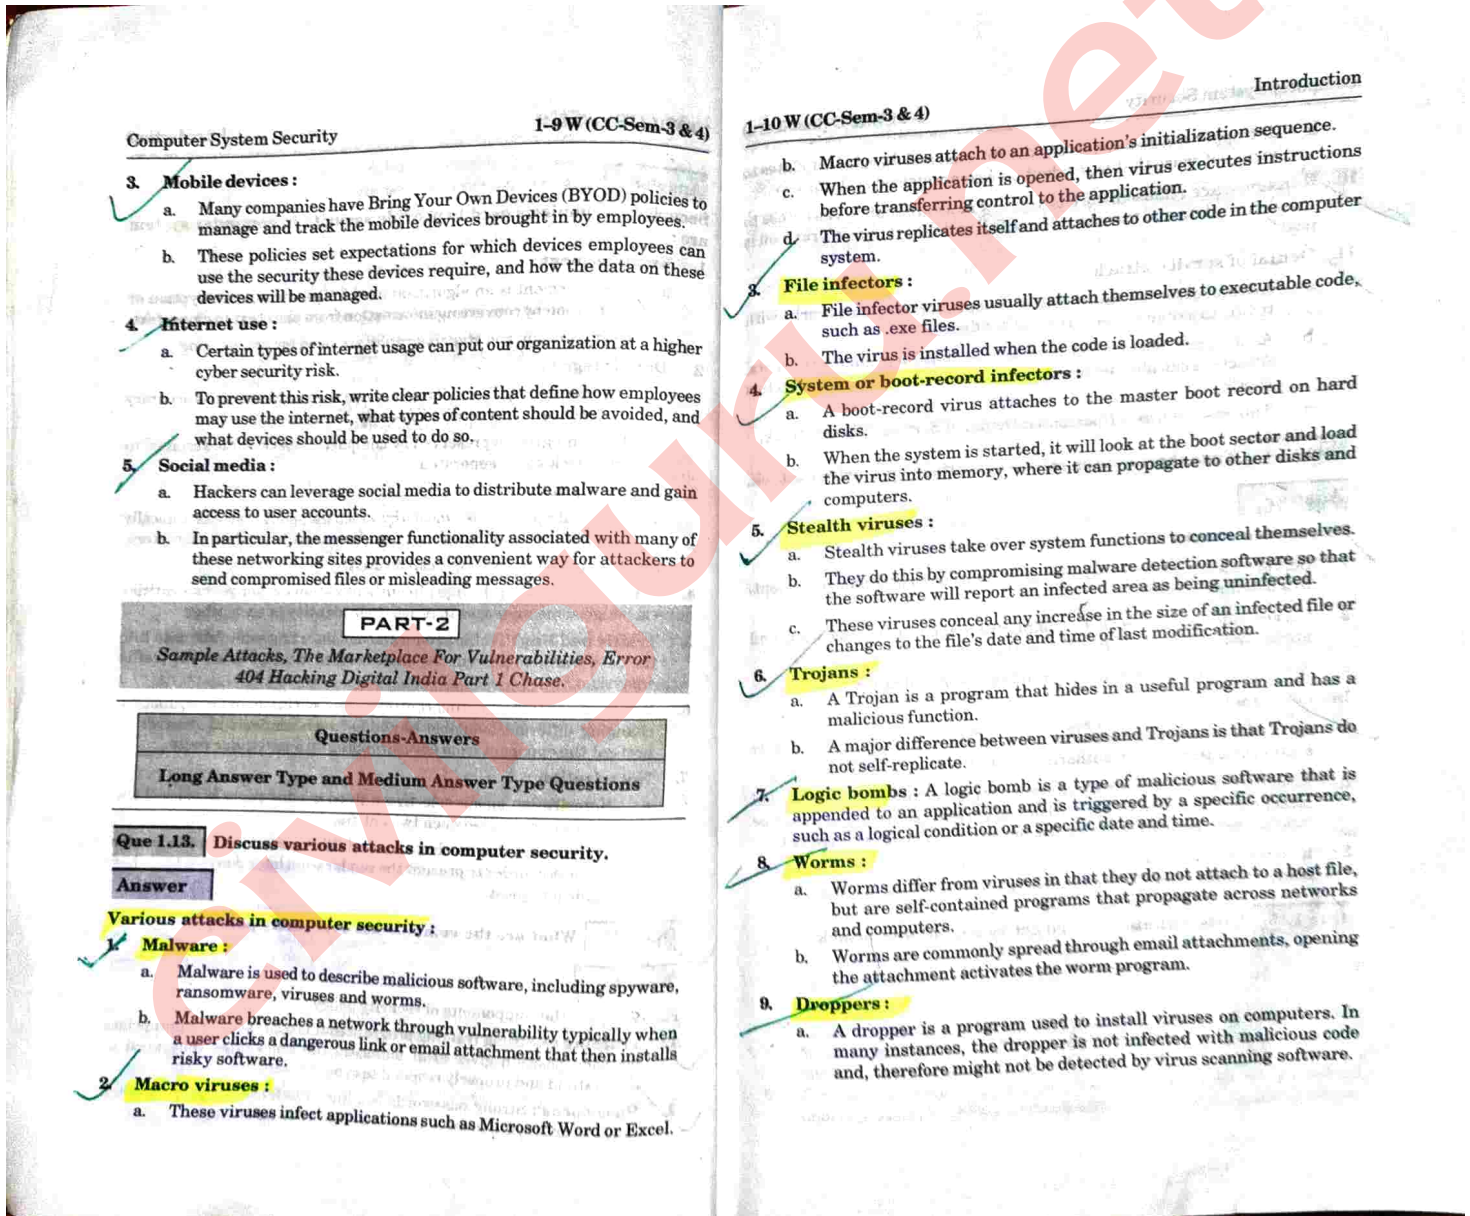 Computer System Security
1–9 W (CC-Sem-3 & 4)
3. Mobile devices :
a. Many companies have Bring Your Own Devices (BYOD) policies to
manage and track the mobile devices brought in by employees.
b. These policies set expectations for which devices employees can
use the security these devices require, and how the data on these
devices will be managed.
4. Internet use :
a. Certain types of internet usage can put our organization at a higher
cyber security risk.
b. To prevent this risk, write clear policies that define how employees
may use the internet, what types of content should be avoided, and
what devices should be used to do so.
5. Social media :
a. Hackers can leverage social media to distribute malware and gain
access to user accounts.
b. In particular, the messenger functionality associated with many of
these networking sites provides a convenient way for attackers to
send compromised files or misleading messages.
PART-2
Sample Attacks, The Marketplace For Vulnerabilities, Error
404 Hacking Digital India Part 1 Chase.
Questions-Answers
Long Answer Type and Medium Answer Type Questions
Que 1.13. Discuss various attacks in computer security.
Answer
Various attacks in computer security :
1. Malware :
a. Malware is used to describe malicious software, including spyware,
ransomware, viruses and worms.
b. Malware breaches a network through vulnerability typically when
a user clicks a dangerous link or email attachment that then installs
risky software.
2. Macro viruses :
a. These viruses infect applications such as Microsoft Word or Excel.
1–10 W (CC-Sem-3 & 4)
Introduction
b. Macro viruses attach to an application's initialization sequence.
c. When the application is opened, then virus executes instructions
before transferring control to the application.
d. The virus replicates itself and attaches to other code in the computer
system.
3. File infectors :
a. File infector viruses usually attach themselves to executable code,
such as .exe files.
b. The virus is installed when the code is loaded.
4. System or boot-record infectors :
a. A boot-record virus attaches to the master boot record on hard
disks.
b. When the system is started, it will look at the boot sector and load
the virus into memory, where it can propagate to other disks and
computers.
5. Stealth viruses :
a. Stealth viruses take over system functions to conceal themselves.
b. They do this by compromising malware detection software so that
the software will report an infected area as being uninfected.
c. These viruses conceal any increase in the size of an infected file or
changes to the file's date and time of last modification.
6. Trojans :
a. A Trojan is a program that hides in a useful program and has a
malicious function.
b. A major difference between viruses and Trojans is that Trojans do
not self-replicate.
7. Logic bombs : A logic bomb is a type of malicious software that is
appended to an application and is triggered by a specific occurrence,
such as a logical condition or a specific date and time.
8. Worms :
a. Worms differ from viruses in that they do not attach to a host file,
but are self-contained programs that propagate across networks
and computers.
b. Worms are commonly spread through email attachments, opening
the attachment activates the worm program.
9. Droppers :
a. A dropper is a program used to install viruses on computers. In
many instances, the dropper is not infected with malicious code
and, therefore might not be detected by virus scanning software.
civilguru.net